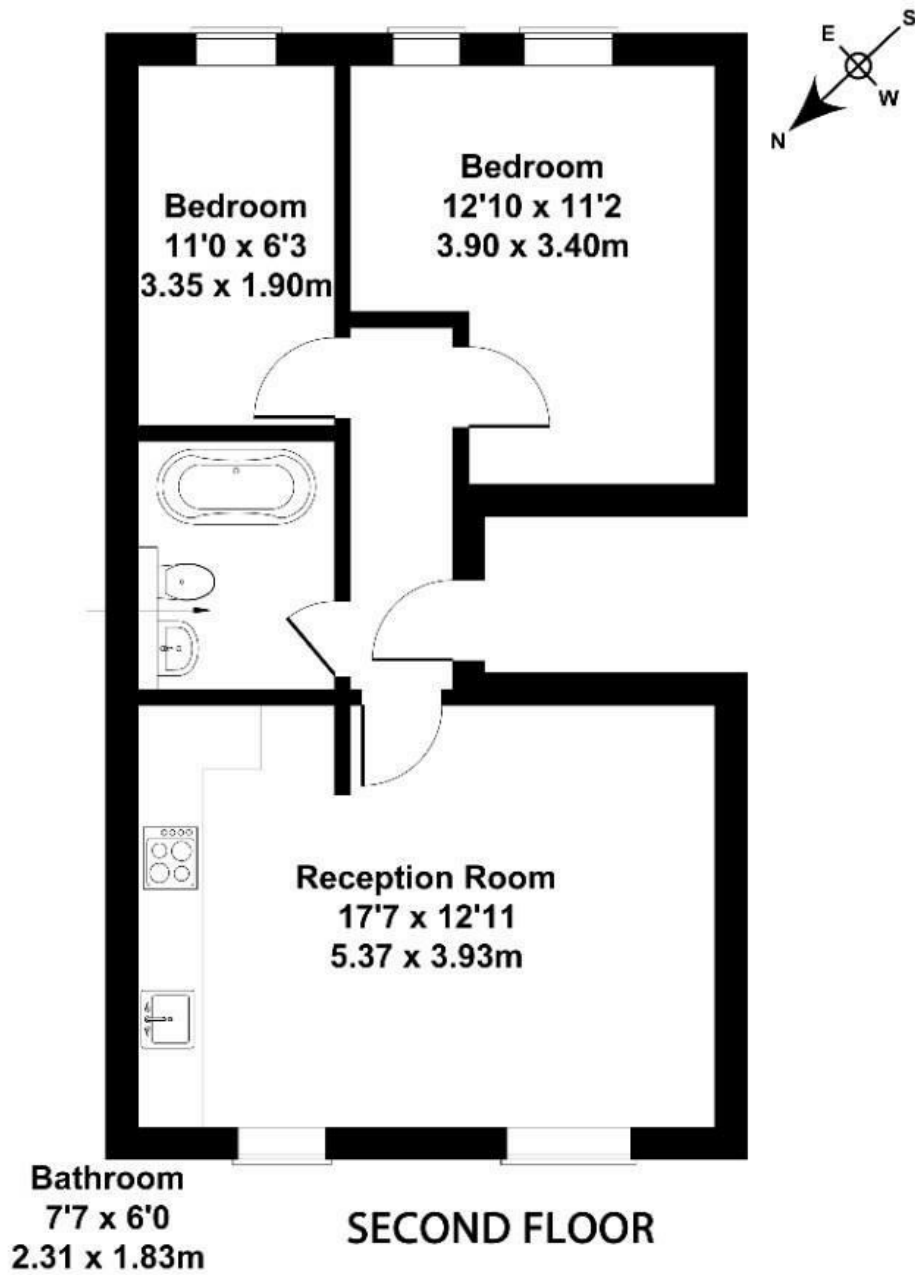 S
E
W
N
Bedroom
12'10 x 11'2
3.90 x 3.40m
Bedroom
11'0 x 6'3
3.35 x 1.90m
Reception Room
17'7 x 12'11
5.37 x 3.93m
Bathroom
7'7 x 6'0
2.31 x 1.83m
SECOND FLOOR